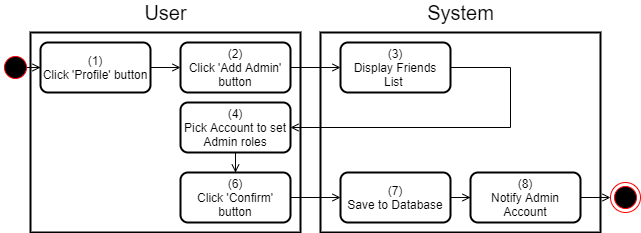 User
System
(1)
Click 'Profile' button
(2)
Click 'Add Admin'
button
(3)
Display Friends
List
(4)
Pick Account to set
Admin roles
(6)
Click 'Confirm'
button
(7)
Save to Database
(8)
Notify Admin
Account